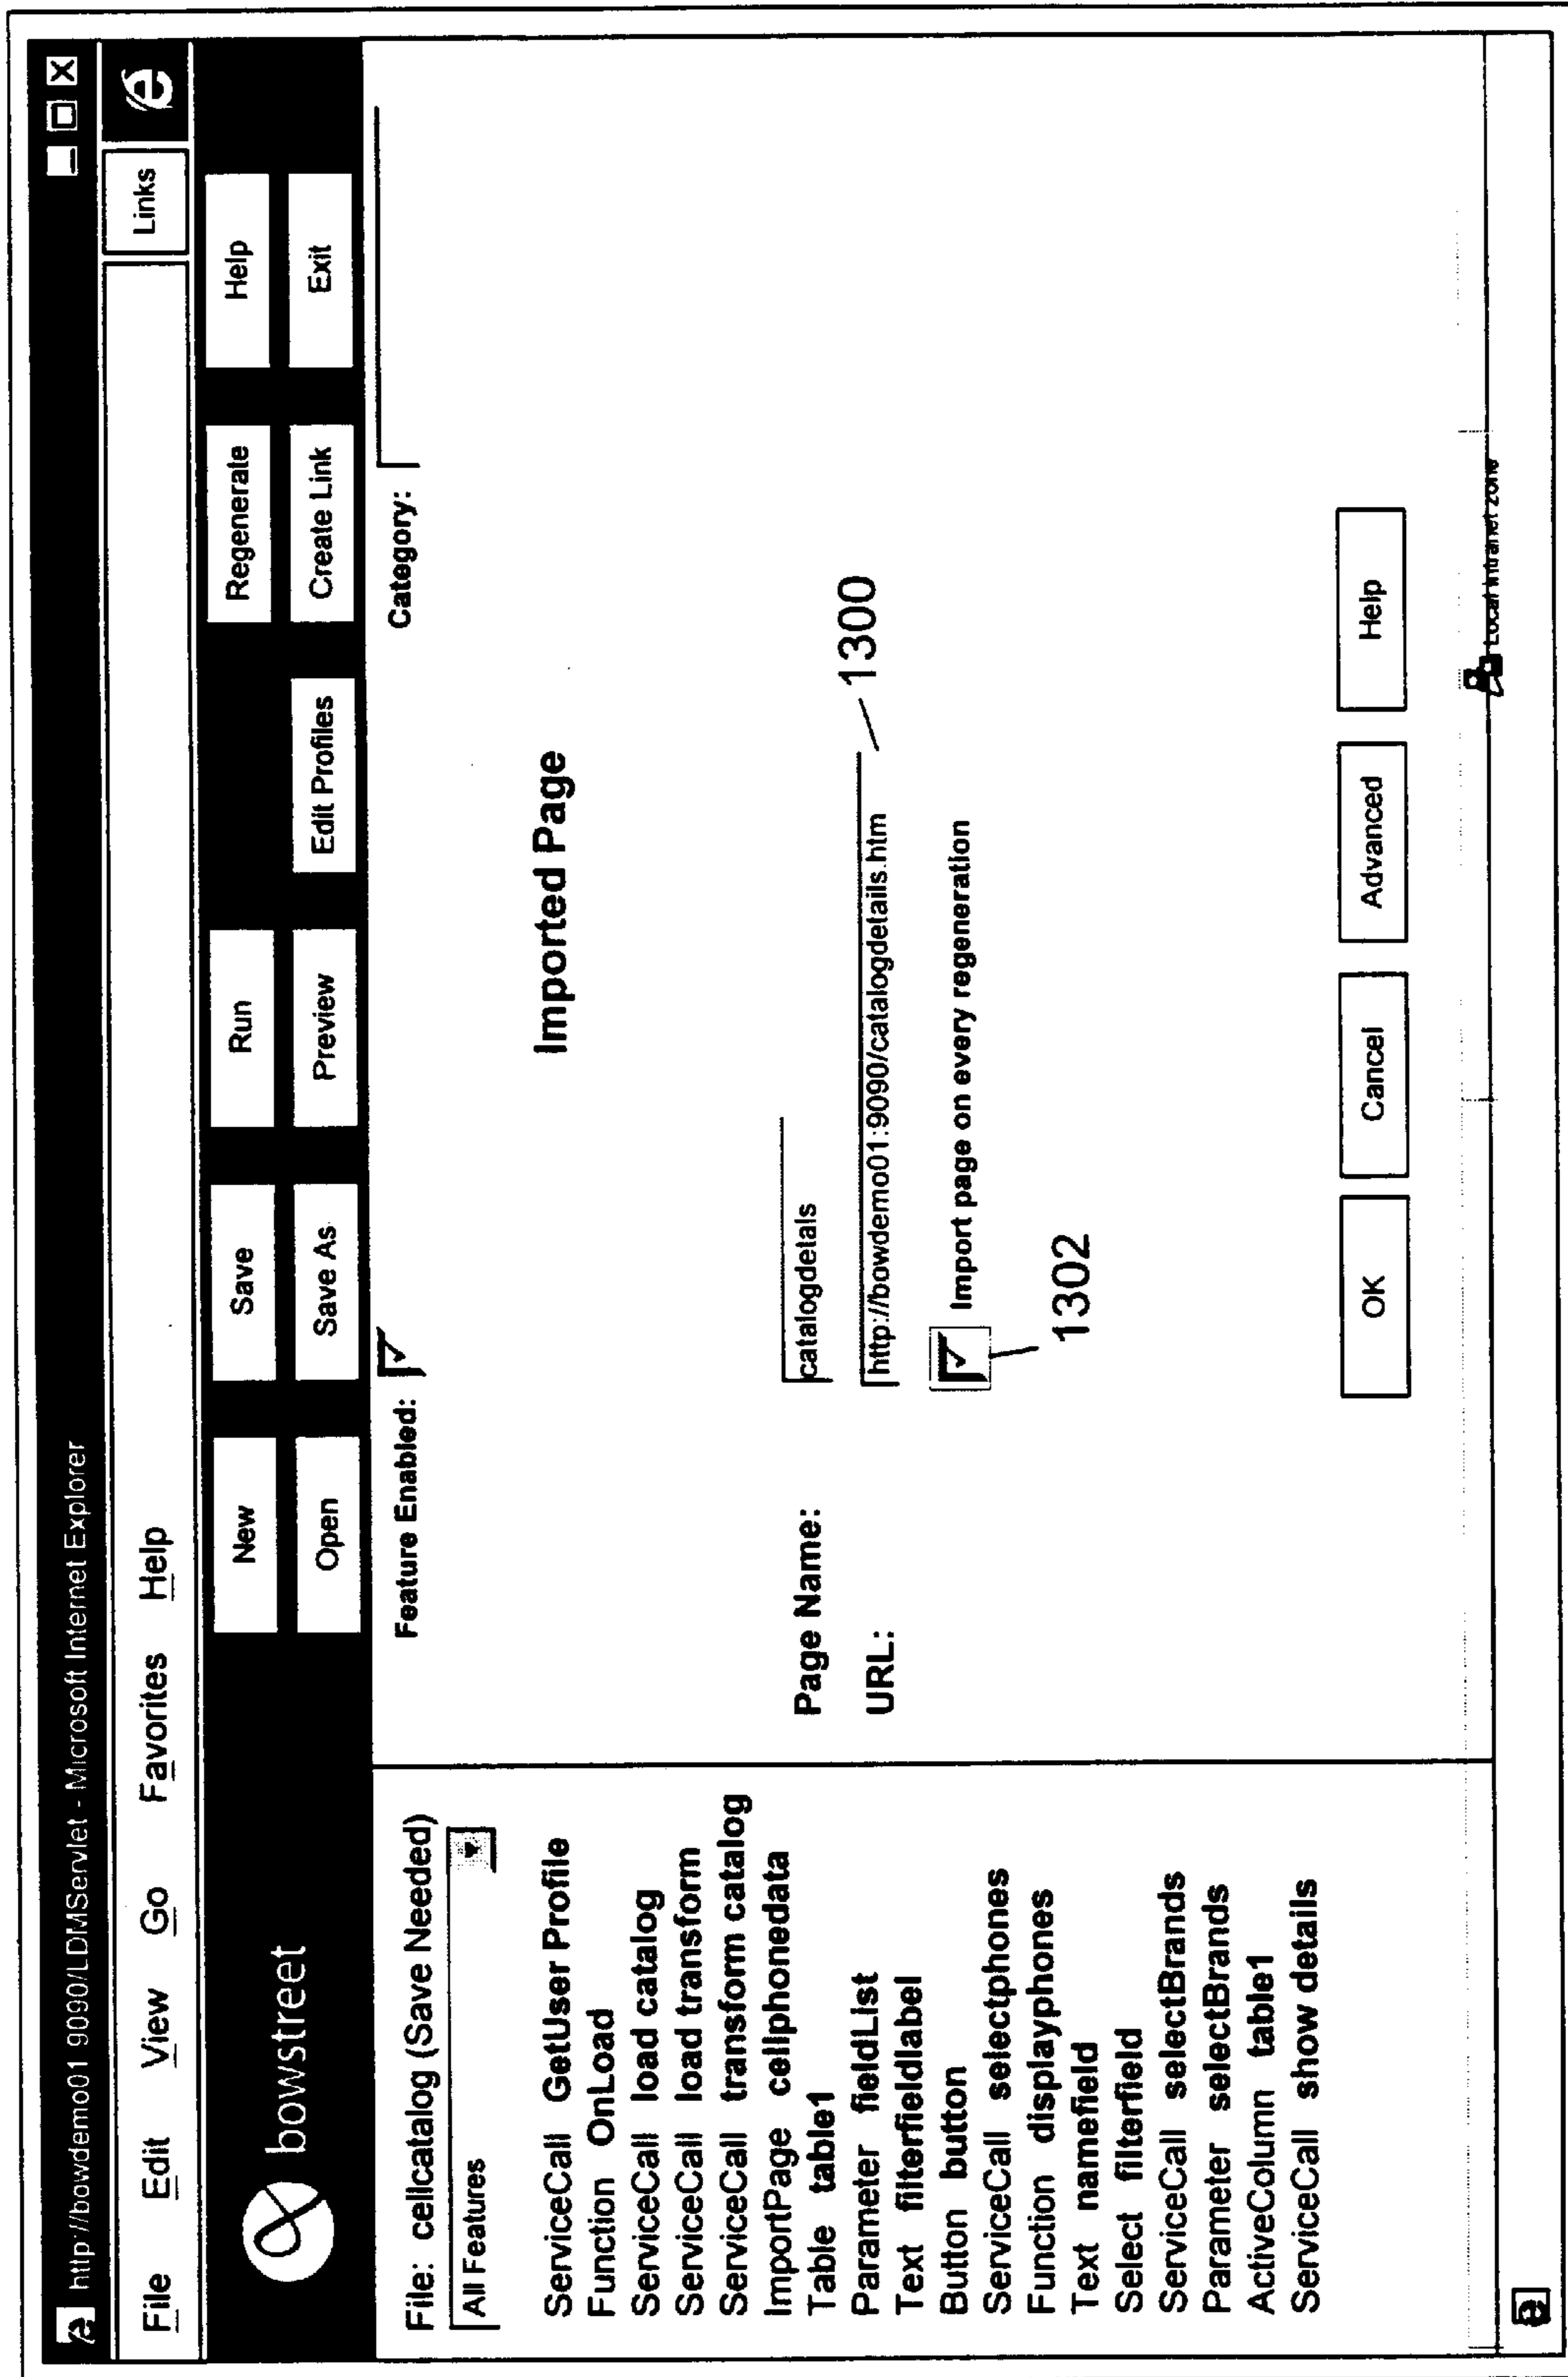 http://bowdemo01 9090/LDMServlet - Microsoft Internet Explorer
File Edit View Go Favorites Help
Links
bowstreet
New
Save
Run
Regenerate
Help
Open
Save As
Preview
Edit Profiles
Create Link
Exit
File: cellcatalog (Save Needed)
All Features
ServiceCall GetUser Profile
Function OnLoad
ServiceCall load catalog
ServiceCall load transform
ServiceCall transform catalog
ImportPage cellphonedata
Table table1
Parameter fieldList
Text filterfieldlabel
Button button
ServiceCall selectphones
Function displayphones
Text namefield
Select filterfield
ServiceCall selectBrands
Parameter selectBrands
ActiveColumn table1
ServiceCall show details
Feature Enabled:
Category:
Imported Page
Page Name: catalogdetals
URL: http://bowdemo01:9090/catalogdetails.htm
1300
Import page on every regeneration
1302
OK
Cancel
Advanced
Help
Local intranet zone